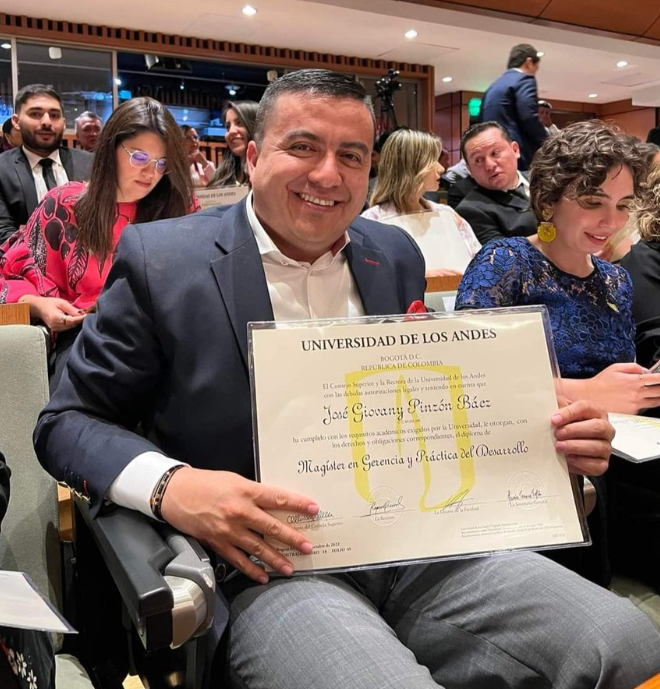 UNIVERSIDAD DE LOS ANDES
BOGOTÁ D.C.
REPÚBLICA DE COLOMBIA
El Consejo Superior y la Rectora de la Universidad de los Andes
con las debidas autorizaciones legales y teniendo en cuenta que
José Giovany Pinzón Báez
ha cumplido con los requisitos académicos exigidos por la Universidad, le otorgan, con
los derechos y obligaciones correspondientes, el diploma de
Magíster en Gerencia y Práctica del Desarrollo
La Rectora